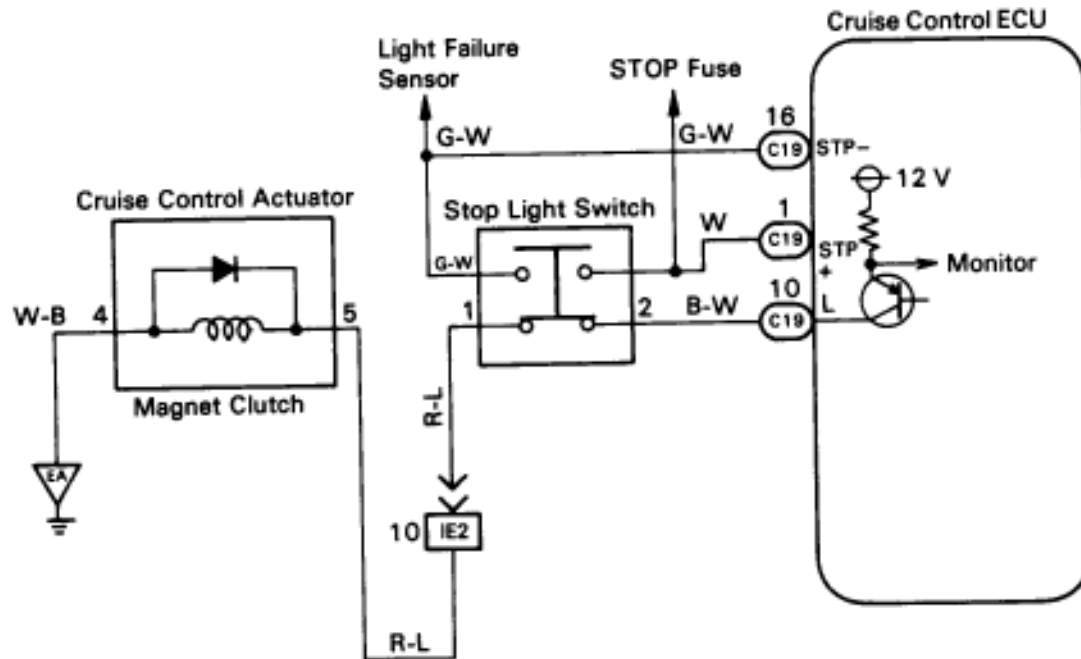 Cruise Control ECU
Light Failure
Sensor
STOP Fuse
G-W
G-W
16
C19
STP-
12 V
Cruise Control Actuator
Stop Light Switch
W
1
C19
STP
+
Monitor
G-W
W-B
4
5
1
2
B-W
10
C19
L
Magnet Clutch
R-L
EA
10
IE2
R-L